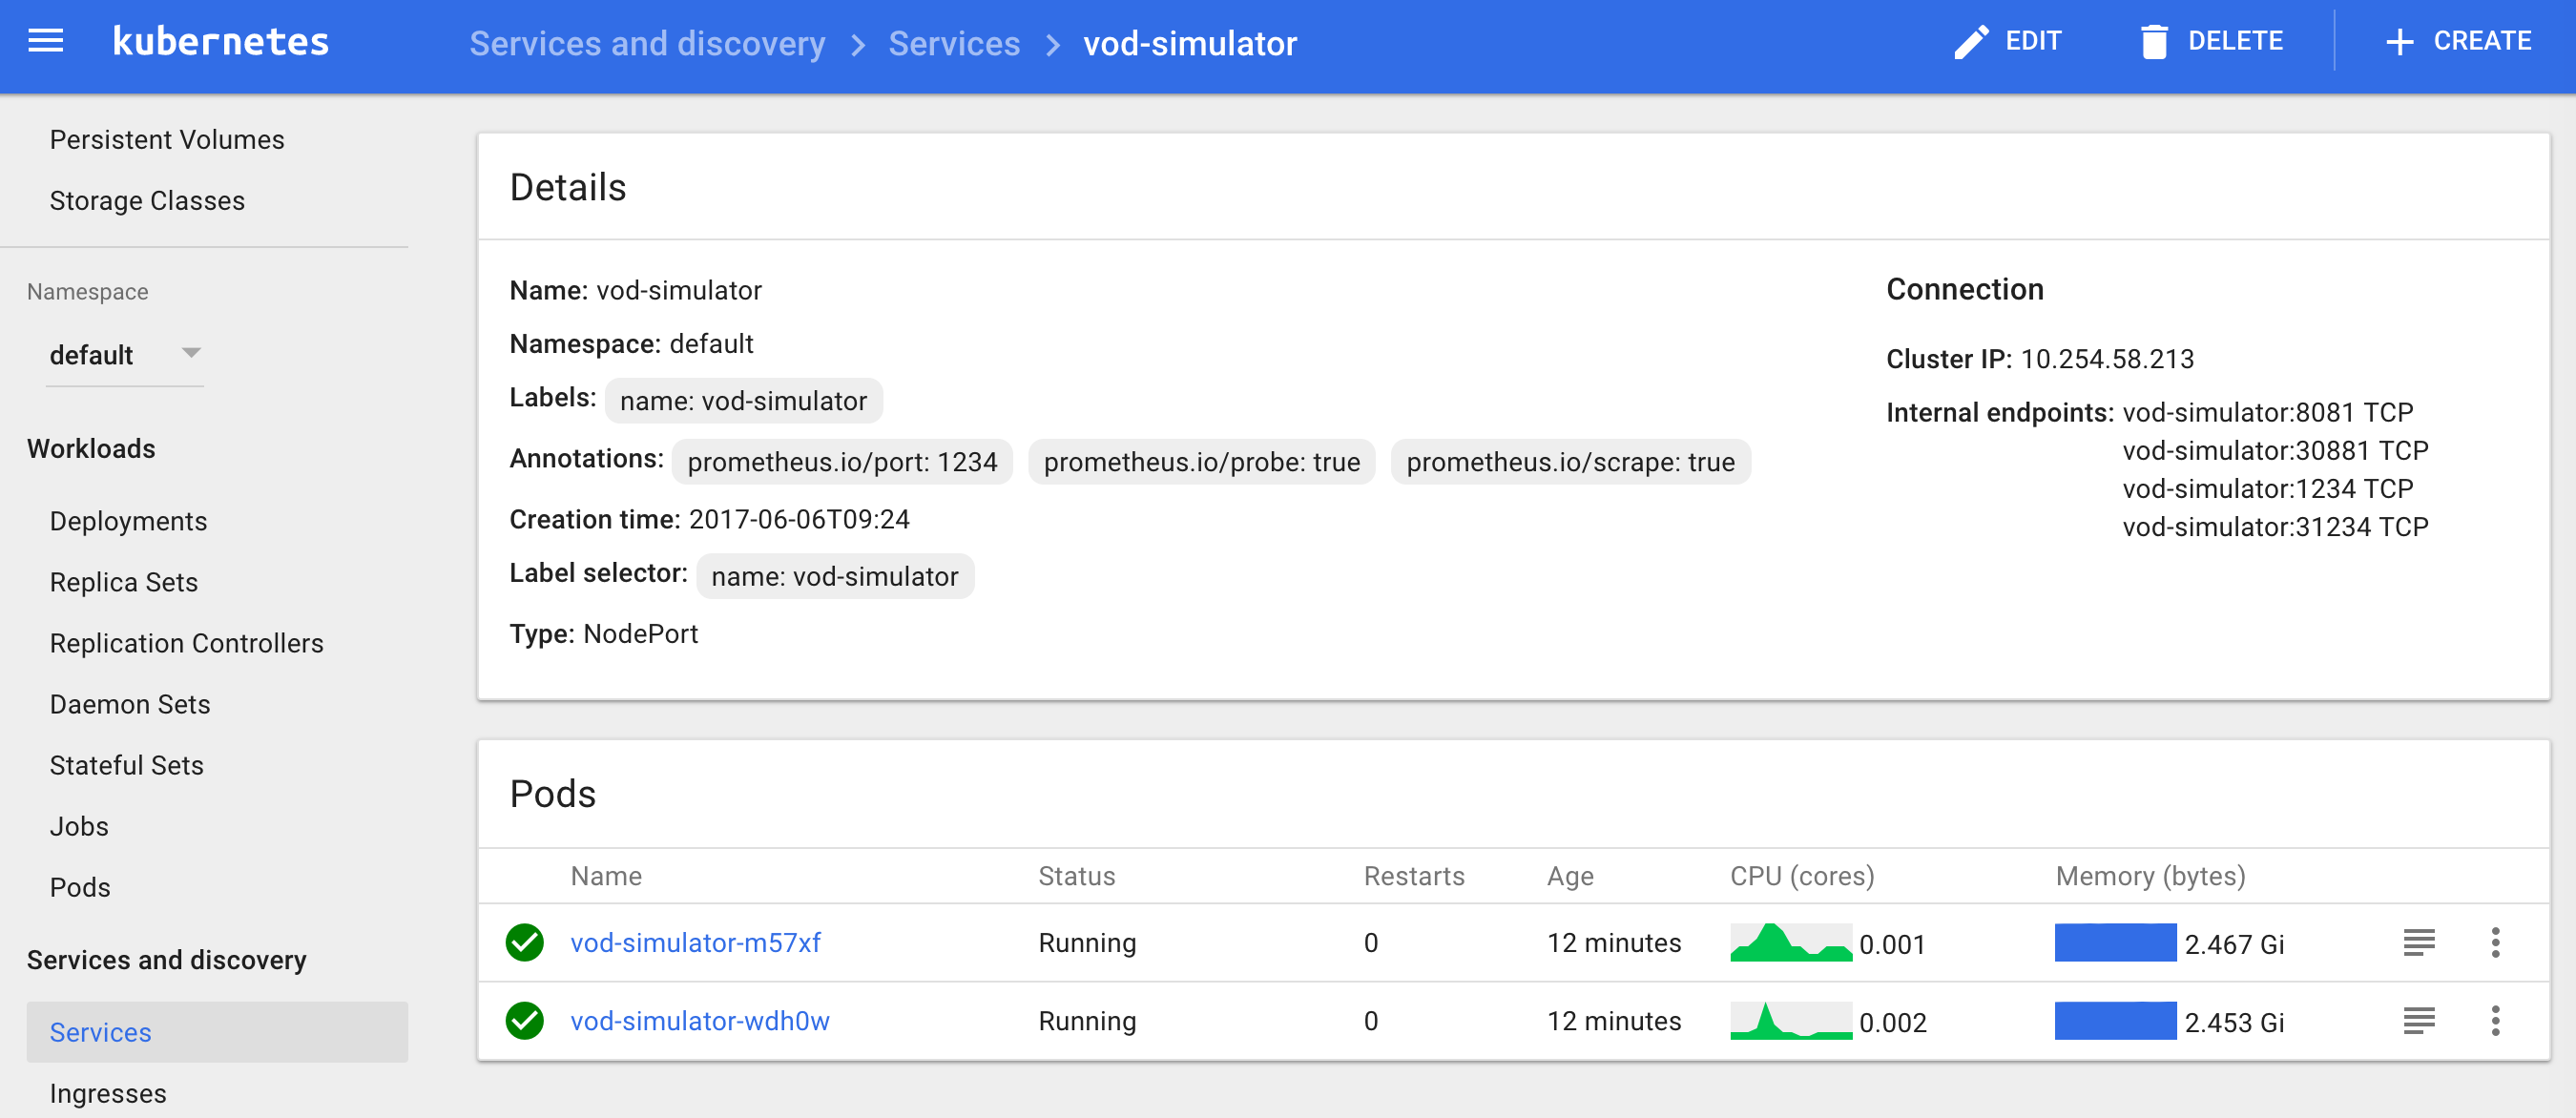 kubernetes
Services and discovery > Services > vod-simulator
EDIT
DELETE
+ CREATE
Persistent Volumes
Storage Classes
Namespace
default
Workloads
Deployments
Replica Sets
Replication Controllers
Daemon Sets
Stateful Sets
Jobs
Pods
Services and discovery
Services
Ingresses
Details
Name: vod-simulator
Namespace: default
Labels: name: vod-simulator
Annotations: prometheus.io/port: 1234 prometheus.io/probe: true prometheus.io/scrape: true
Creation time: 2017-06-06T09:24
Label selector: name: vod-simulator
Type: NodePort
Connection
Cluster IP: 10.254.58.213
Internal endpoints: vod-simulator:8081 TCP
vod-simulator:30881 TCP
vod-simulator:1234 TCP
vod-simulator:31234 TCP
Pods
Name Status Restarts Age CPU (cores) Memory (bytes)
vod-simulator-m57xf Running 0 12 minutes 0.001 2.467 Gi
vod-simulator-wdh0w Running 0 12 minutes 0.002 2.453 Gi